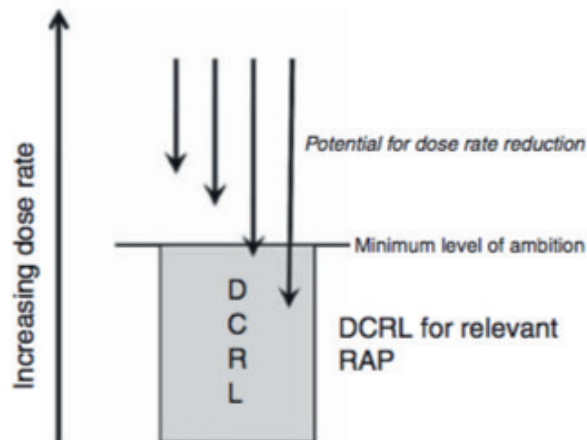 Increasing dose rate
Potential for dose rate reduction
Minimum level of ambition
D
C
R
L
DCRL for relevant
RAP